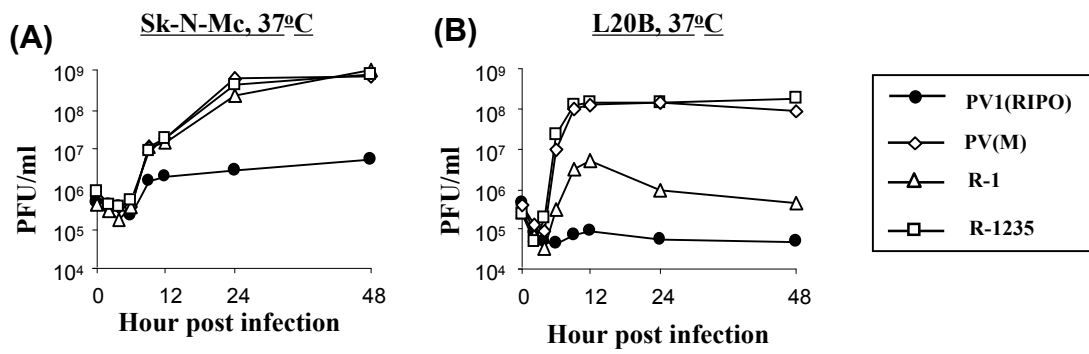 (A)
Sk-N-Mc, 37ºC
PFU/ml
10⁹
10⁸
10⁷
10⁶
10⁵
10⁴
0 12 24 48
Hour post infection
(B)
L20B, 37ºC
PFU/ml
10⁹
10⁸
10⁷
10⁶
10⁵
10⁴
0 12 24 48
Hour post infection
PV1(RIPO)
PV(M)
R-1
R-1235